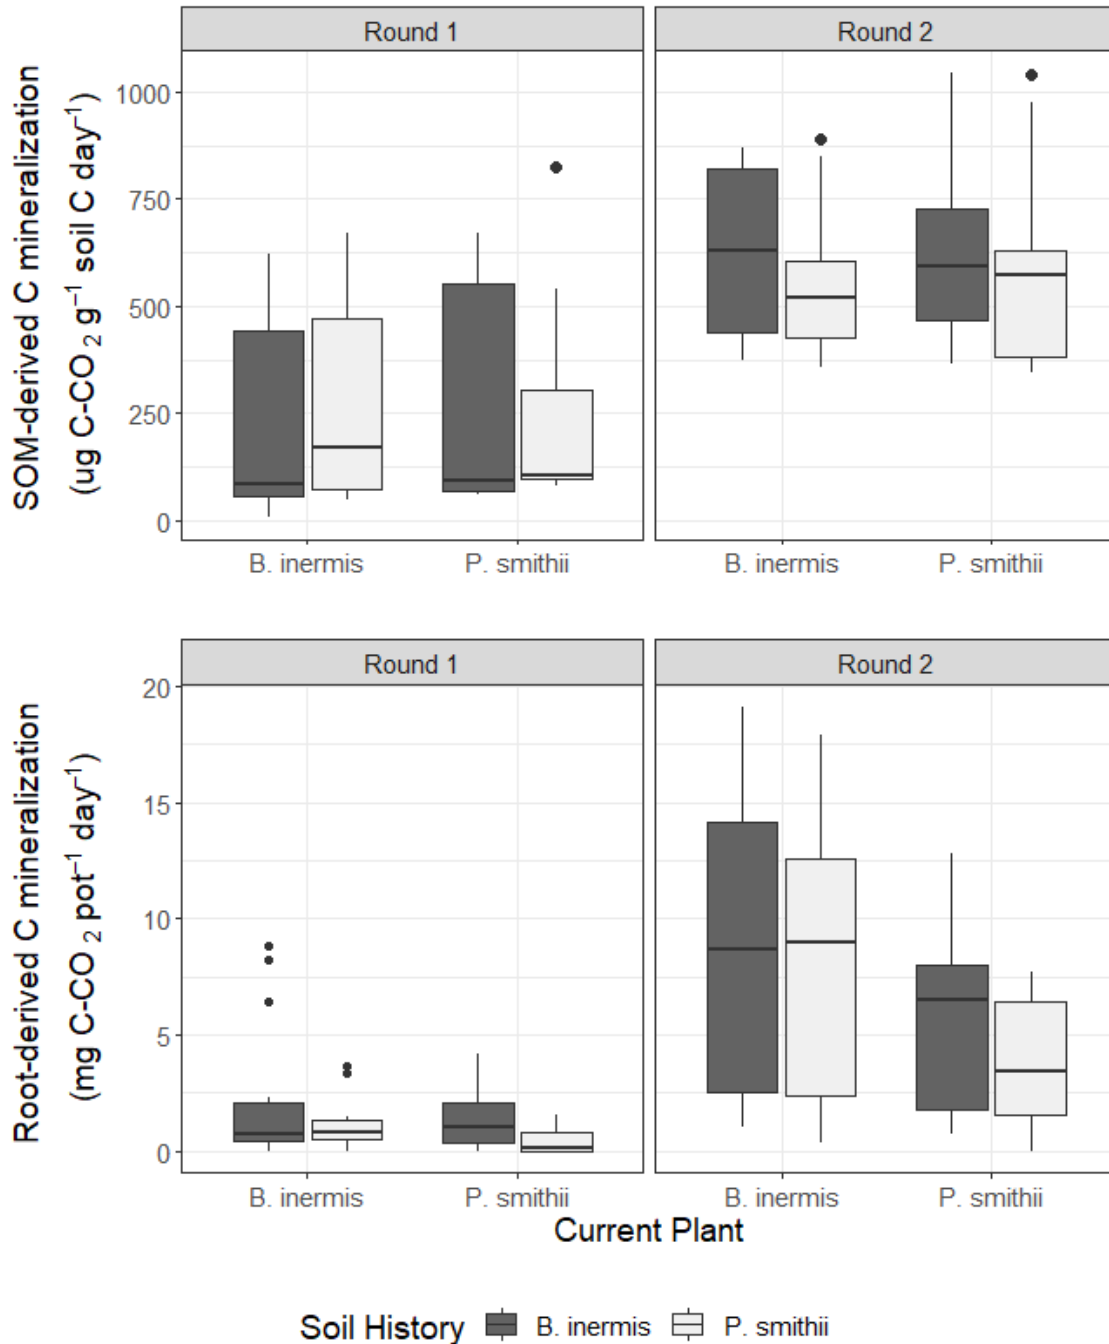 Round 1
Round 2
SOM-derived C mineralization
(ug C-CO₂ g⁻¹ soil C day⁻¹)
1000
750
500
250
0
B. inermis
P. smithii
B. inermis
P. smithii
Round 1
Round 2
Root-derived C mineralization
(mg C-CO₂ pot⁻¹ day⁻¹)
20
15
10
5
0
B. inermis
P. smithii
B. inermis
P. smithii
Current Plant
Soil History B. inermis P. smithii